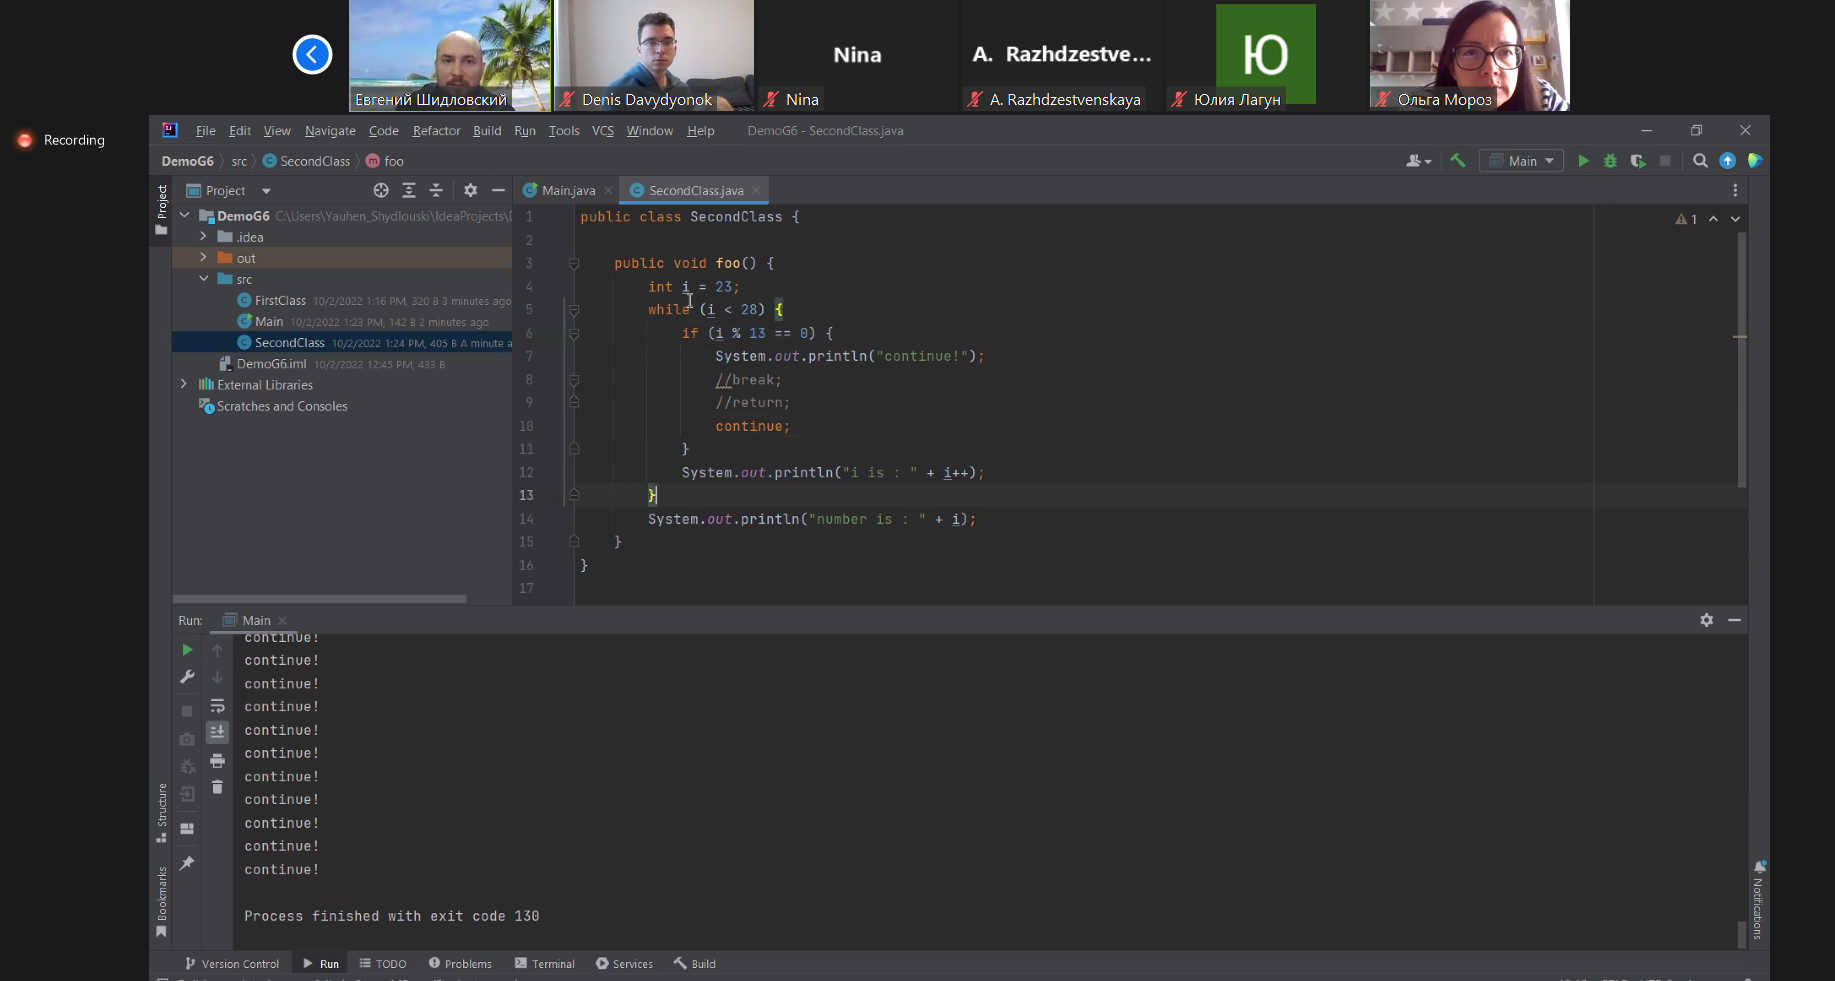 Nina
A. Razhdzestve...
Ю
Евгений Шидловский
Denis Davydyonok
Nina
A. Razhdzestvenskaya
Юлия Лагун
Ольга Мороз
Recording
File Edit View Navigate Code Refactor Build Run Tools VCS Window Help DemoG6 - SecondClass.java
DemoG6 src SecondClass foo
Main
Project
Project
Main.java
SecondClass.java
DemoG6 C:\Users\Yauhen_Shydlouski\IdeaProjects\
.idea
out
src
FirstClass 10/2/2022 1:16 PM, 320 B 3 minutes ago
Main 10/2/2022 1:23 PM, 142 B 2 minutes ago
SecondClass 10/2/2022 1:24 PM, 405 B A minute a
DemoG6.iml 10/2/2022 12:45 PM, 433 B
External Libraries
Scratches and Consoles
1
1 public class SecondClass {
2
3 public void foo() {
4 int i = 23;
5 while (i < 28) {
6 if (i % 13 == 0) {
7 System.out.println("continue!");
8 //break;
9 //return;
10 continue;
11 }
12 System.out.println("i is : " + i++);
13 }
14 System.out.println("number is : " + i);
15 }
16 }
17
Run: Main
continue!
continue!
continue!
continue!
continue!
continue!
continue!
continue!
continue!
continue!
continue!
Process finished with exit code 130
Structure
Bookmarks
Notifications
Version Control Run TODO Problems Terminal Services Build